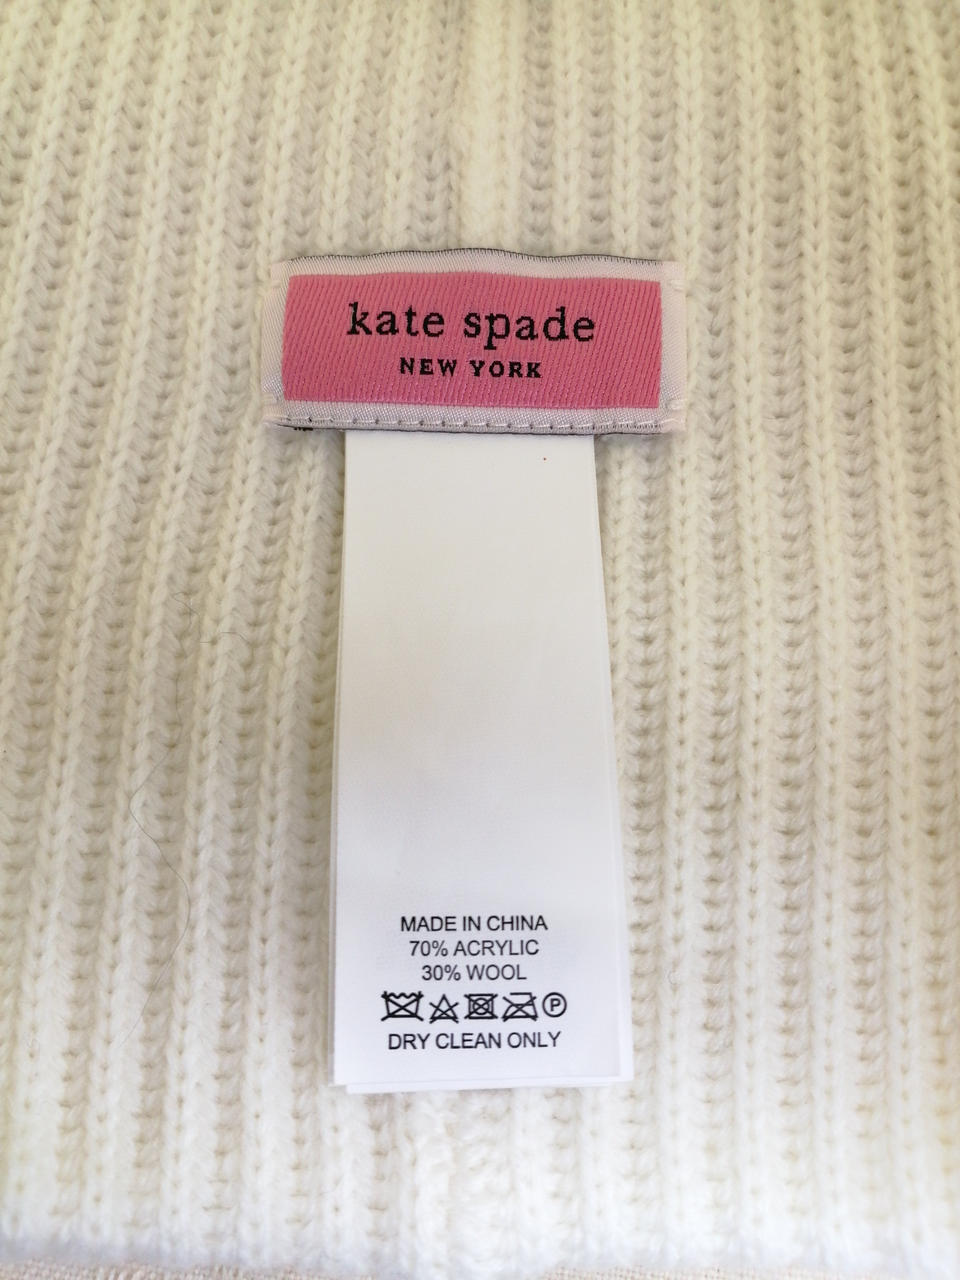 kate spade
NEW YORK
MADE IN CHINA
70% ACRYLIC
30% WOOL
P
DRY CLEAN ONLY